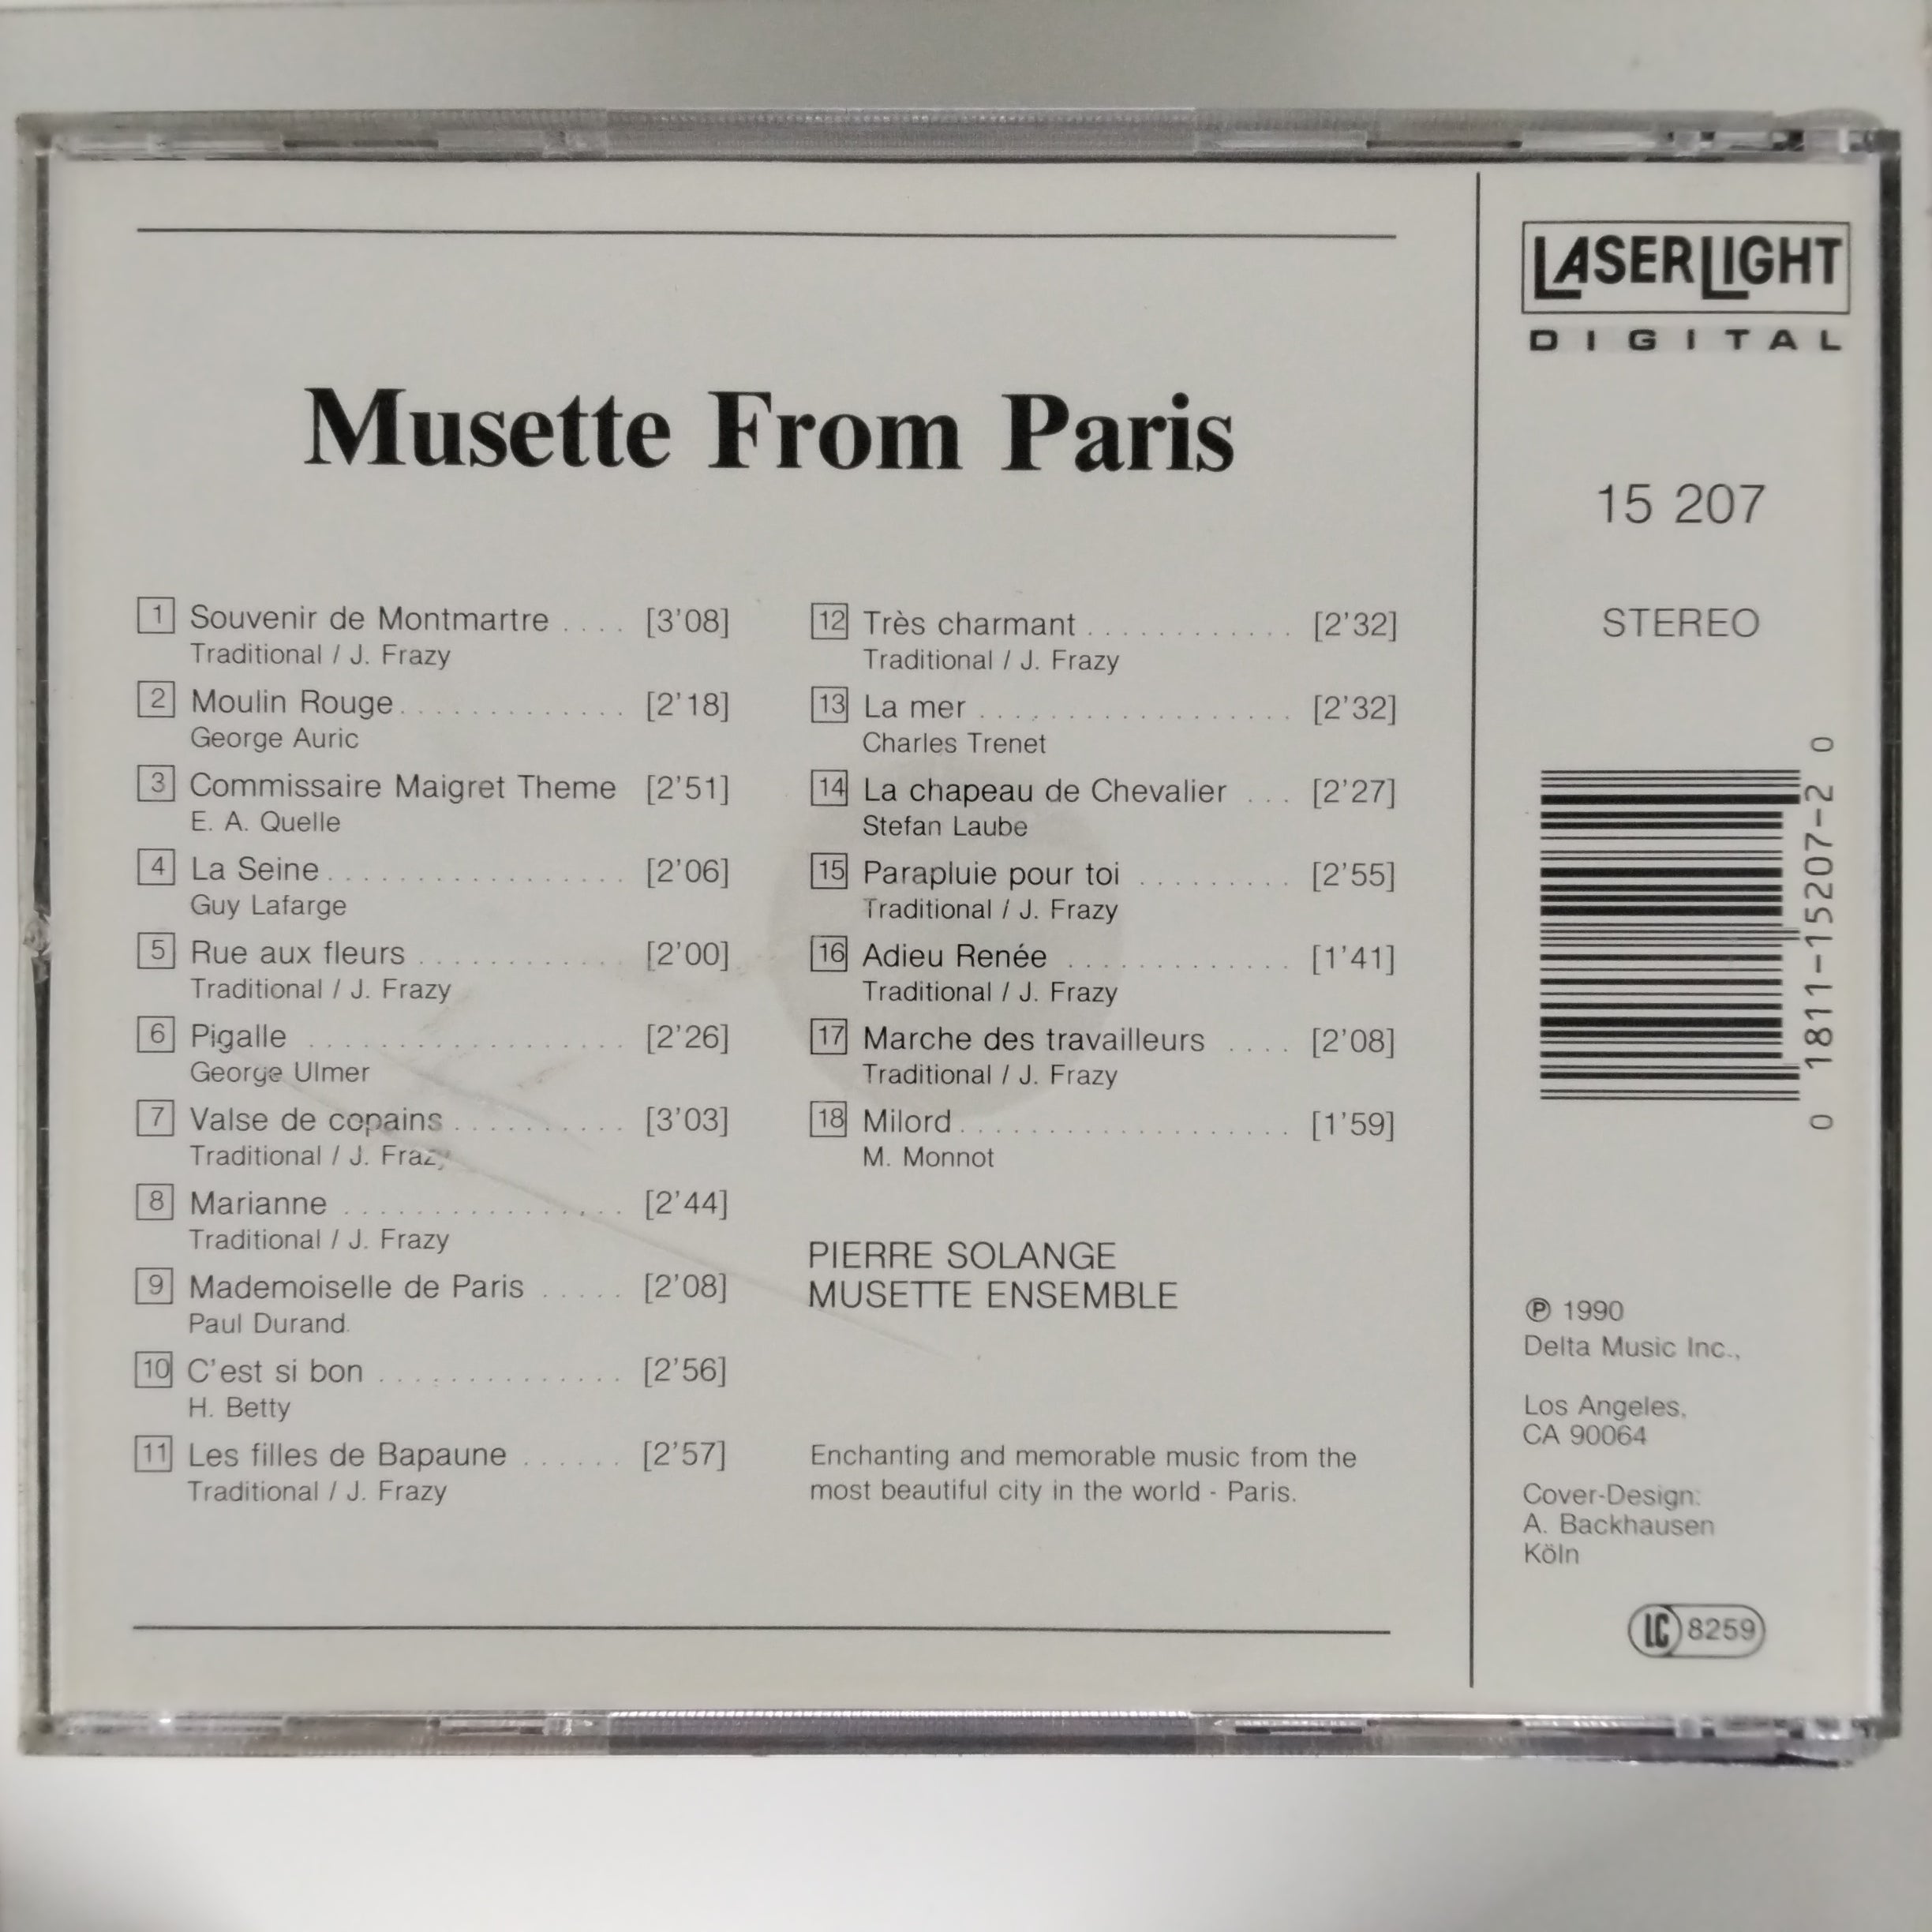 Musette From Paris
1 Souvenir de Montmartre .... [3'08]
Traditional / J. Frazy
2 Moulin Rouge ............. [2'18]
George Auric
3 Commissaire Maigret Theme [2'51]
E. A. Quelle
4 La Seine ................. [2'06]
Guy Lafarge
5 Rue aux fleurs ............ [2'00]
Traditional / J. Frazy
6 Pigalle .................. [2'26]
George Ulmer
7 Valse de copains .......... [3'03]
Traditional / J. Frazy
8 Marianne ................ [2'44]
Traditional / J. Frazy
9 Mademoiselle de Paris ..... [2'08]
Paul Durand
10 C'est si bon .............. [2'56]
H. Betty
11 Les filles de Bapaune ...... [2'57]
Traditional / J. Frazy
12 Très charmant ............ [2'32]
Traditional / J. Frazy
13 La mer .................. [2'32]
Charles Trenet
14 La chapeau de Chevalier ... [2'27]
Stefan Laube
15 Parapluie pour toi ......... [2'55]
Traditional / J. Frazy
16 Adieu Renée ............. [1'41]
Traditional / J. Frazy
17 Marche des travailleurs .... [2'08]
Traditional / J. Frazy
18 Milord ................... [1'59]
M. Monnot
PIERRE SOLANGE
MUSETTE ENSEMBLE
Enchanting and memorable music from the
most beautiful city in the world - Paris.
LASERLIGHT
DIGITAL
15 207
STEREO
0 1811-15207-2 0
℗ 1990
Delta Music Inc.,
Los Angeles,
CA 90064
Cover-Design:
A. Backhausen
Köln
LC 8259